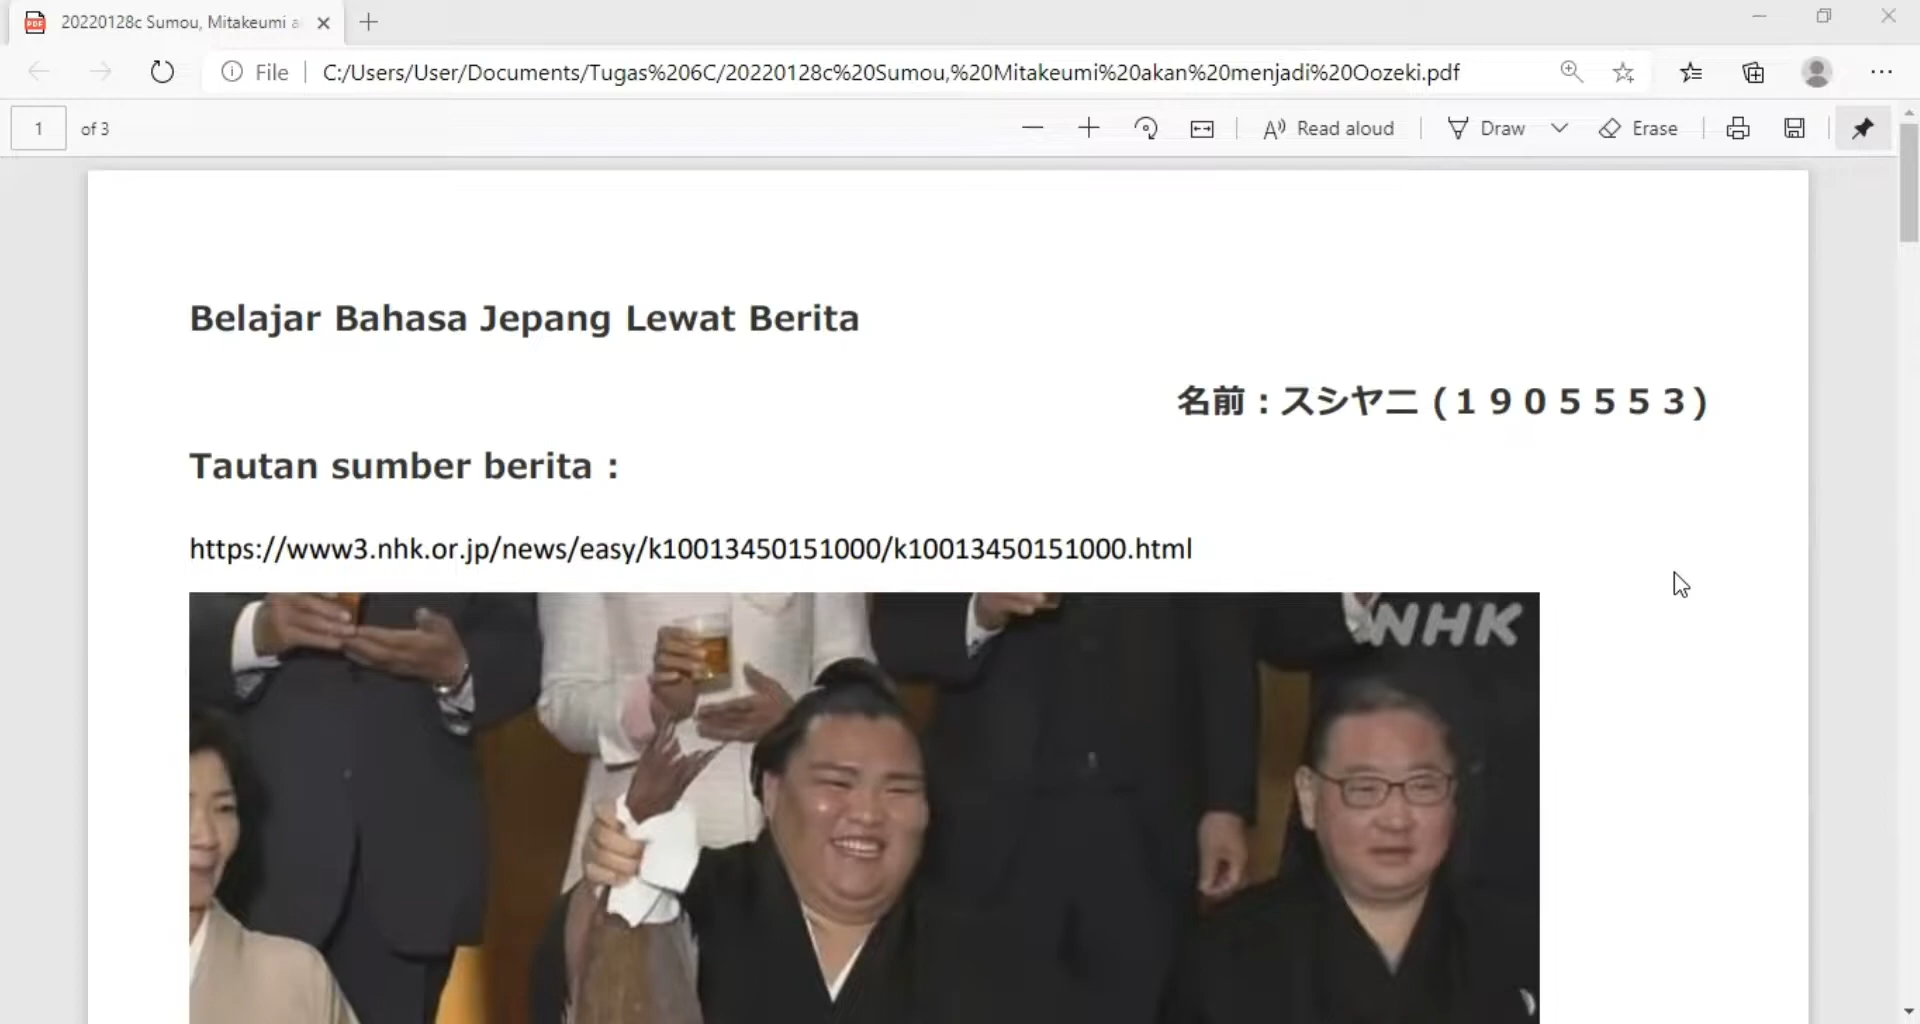 20220128c Sumou, Mitakeumi a
File
C:/Users/User/Documents/Tugas%206C/20220128c%20Sumou,%20Mitakeumi%20akan%20menjadi%20Oozeki.pdf
1 of 3
Read aloud
Draw
Erase
Belajar Bahasa Jepang Lewat Berita
名前：スシヤニ (１９０５５５３)
Tautan sumber berita :
https://www3.nhk.or.jp/news/easy/k10013450151000/k10013450151000.html
NHK